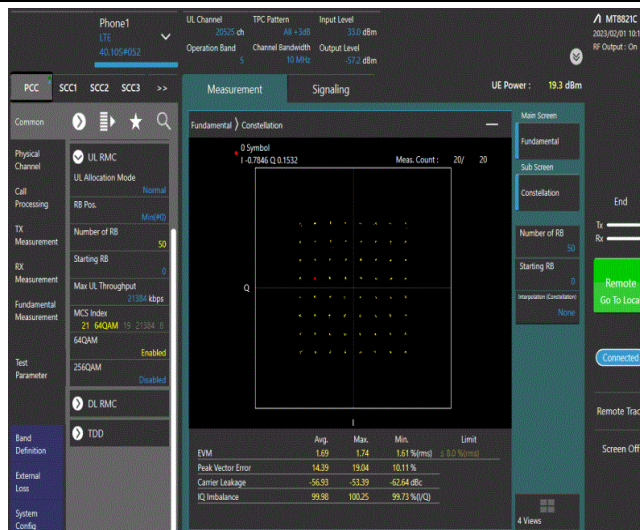 Phone1
LTE
40.10S#052
UL Channel
20525 ch
TPC Pattern
All +3dB
Input Level
33.0 dBm
Operation Band
5
Channel Bandwidth
10 MHz
Output Level
-57.2 dBm
MT8821C
2023/02/01 10:1
RF Output : On
PCC SCC1 SCC2 SCC3 >>
Measurement
Signaling
UE Power : 19.3 dBm
Common
Physical
Channel
Call
Processing
TX
Measurement
RX
Measurement
Fundamental
Measurement
Test
Parameter
Band
Definition
External
Loss
System
Config
UL RMC
UL Allocation Mode
Normal
RB Pos.
Min(#0)
Number of RB
50
Starting RB
0
Max UL Throughput
21384 kbps
MCS Index
21 64QAM 19 21384 8
64QAM
Enabled
256QAM
Disabled
DL RMC
TDD
Fundamental > Constellation
0 Symbol
I -0.7846 Q 0.1532
Meas. Count : 20/ 20
Q
I
Avg. Max. Min. Limit
EVM 1.69 1.74 1.61 %(rms) ≤ 8.0 %(rms)
Peak Vector Error 14.39 19.04 10.11 %
Carrier Leakage -56.93 -53.39 -62.64 dBc
IQ Imbalance 99.98 100.25 99.73 %(I/Q)
Main Screen
Fundamental
Sub Screen
Constellation
Number of RB
50
Starting RB
0
Interpolation (Constellation)
None
4 Views
End
Tx
Rx
Remote
Go To Loca
Connected
Remote Trac
Screen Off